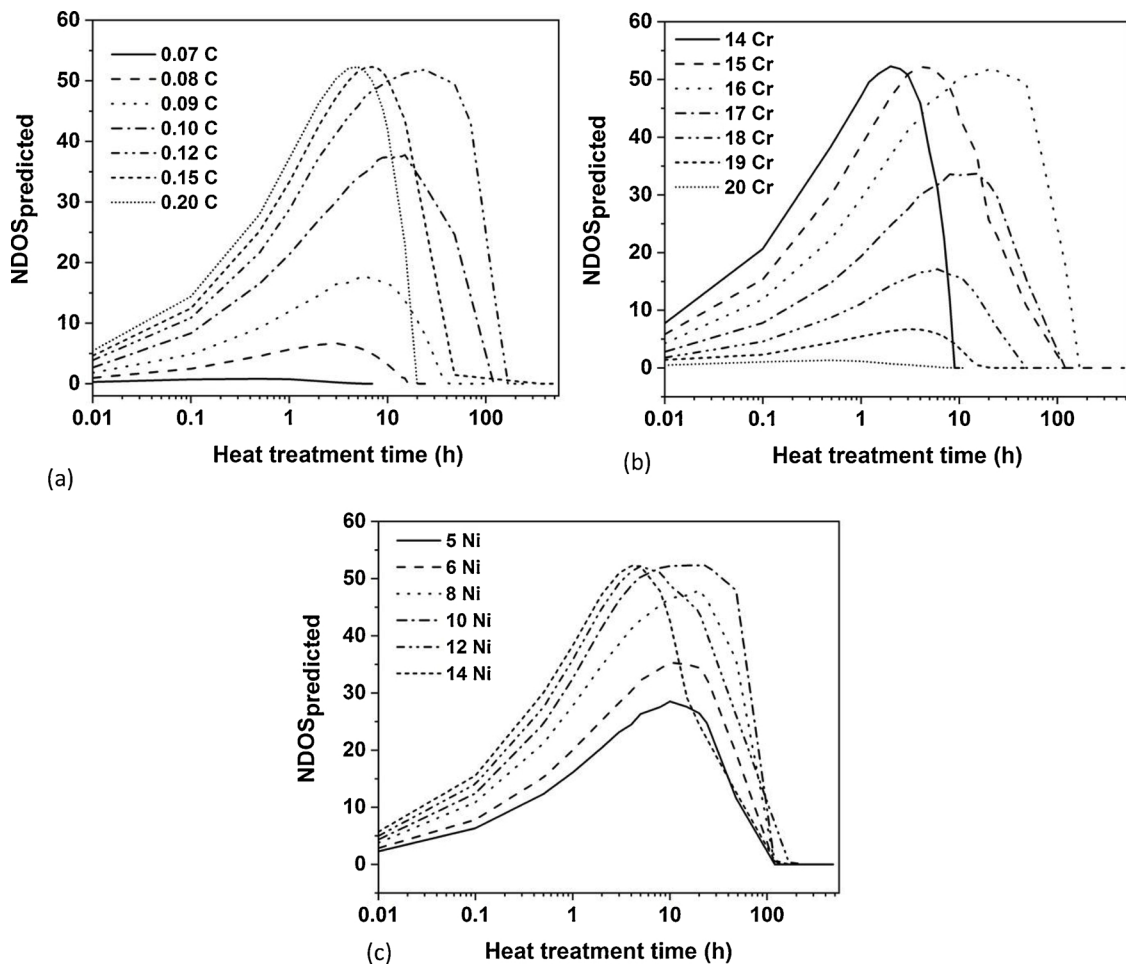 60
50
40
30
20
10
0
NDOSpredicted
0.07 C
0.08 C
0.09 C
0.10 C
0.12 C
0.15 C
0.20 C
0.01 0.1 1 10 100
Heat treatment time (h)
(a)
60
50
40
30
20
10
0
NDOSpredicted
14 Cr
15 Cr
16 Cr
17 Cr
18 Cr
19 Cr
20 Cr
0.01 0.1 1 10 100
Heat treatment time (h)
(b)
60
50
40
30
20
10
0
NDOSpredicted
5 Ni
6 Ni
8 Ni
10 Ni
12 Ni
14 Ni
0.01 0.1 1 10 100
Heat treatment time (h)
(c)